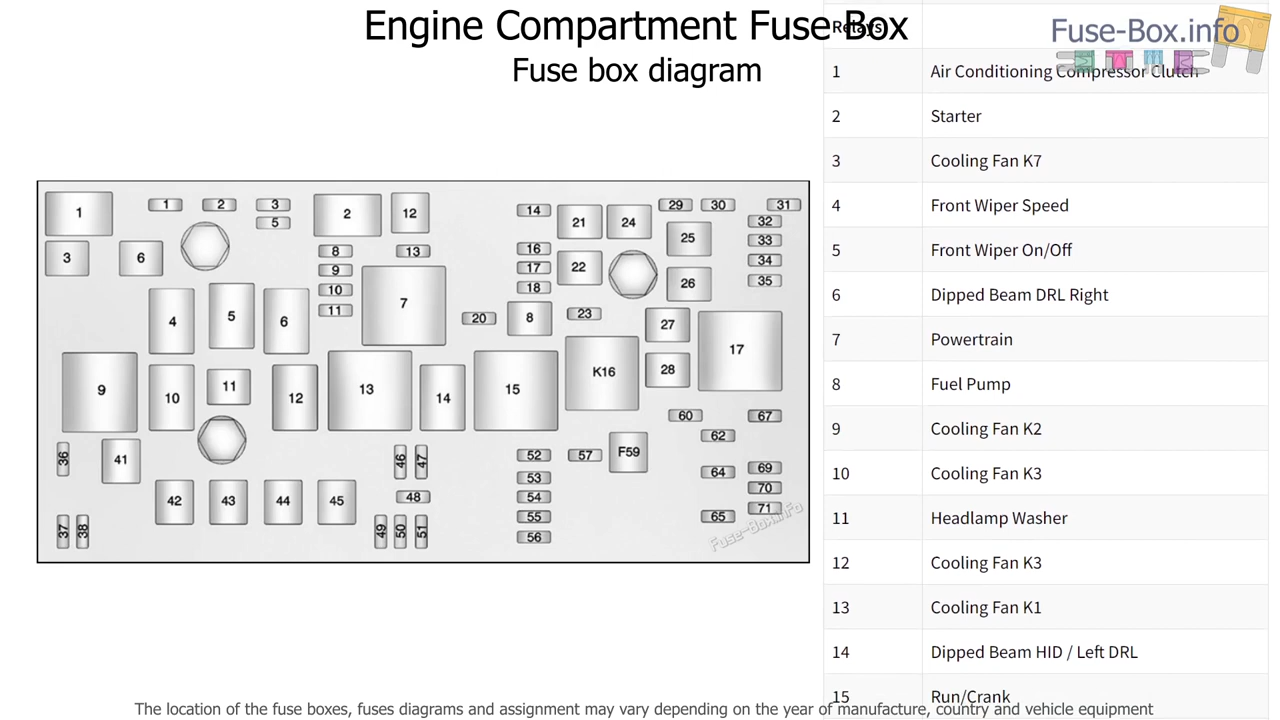 Engine Compartment Fuse Box
Fuse box diagram
Fuse-Box.info
Relays
1 Air Conditioning Compressor Clutch
2 Starter
3 Cooling Fan K7
4 Front Wiper Speed
5 Front Wiper On/Off
6 Dipped Beam DRL Right
7 Powertrain
8 Fuel Pump
9 Cooling Fan K2
10 Cooling Fan K3
11 Headlamp Washer
12 Cooling Fan K3
13 Cooling Fan K1
14 Dipped Beam HID / Left DRL
15 Run/Crank
1 1 2 3 2 12 14 21 24 29 30 31
5 32
3 6 8 13 16 25 33
9 17 22 34
10 18 26 35
4 5 6 11 7 20 8 23 27 17
9 10 11 12 13 14 15 K16 28
60 67
62
36 41 46 47 52 57 F59 64 69
53 70
42 43 44 45 48 54 71
37 38 49 50 51 55 65
56
Fuse-Box.info
The location of the fuse boxes, fuses diagrams and assignment may vary depending on the year of manufacture, country and vehicle equipment